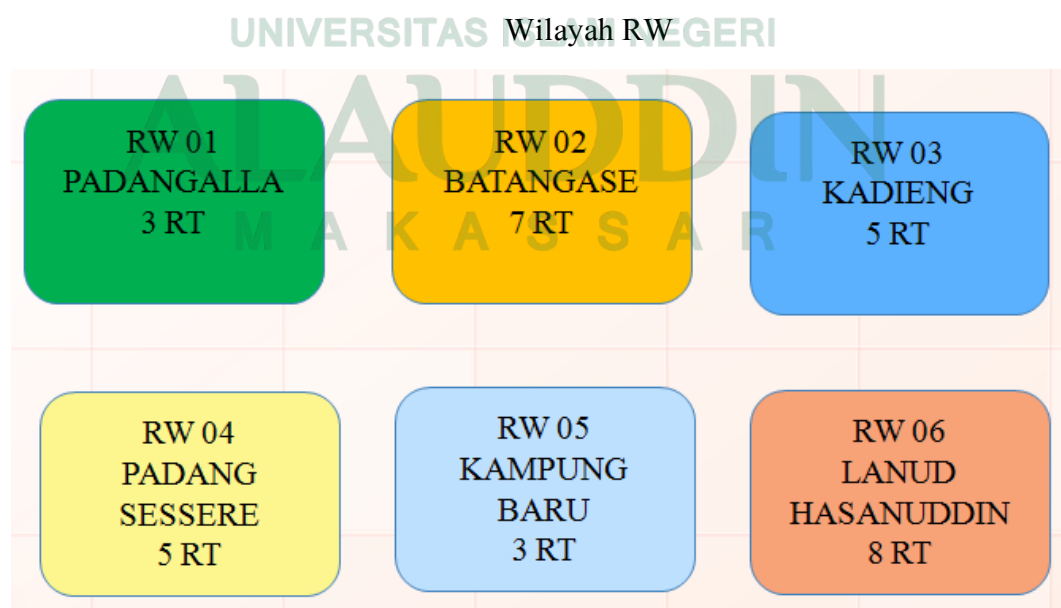 UNIVERSITAS ISLAM NEGERI
Wilayah RW
ALAUDDIN
MAKASSAR
RW 01
PADANGALLA
3 RT
RW 02
BATANGASE
7 RT
RW 03
KADIENG
5 RT
RW 04
PADANG
SESSERE
5 RT
RW 05
KAMPUNG
BARU
3 RT
RW 06
LANUD
HASANUDDIN
8 RT